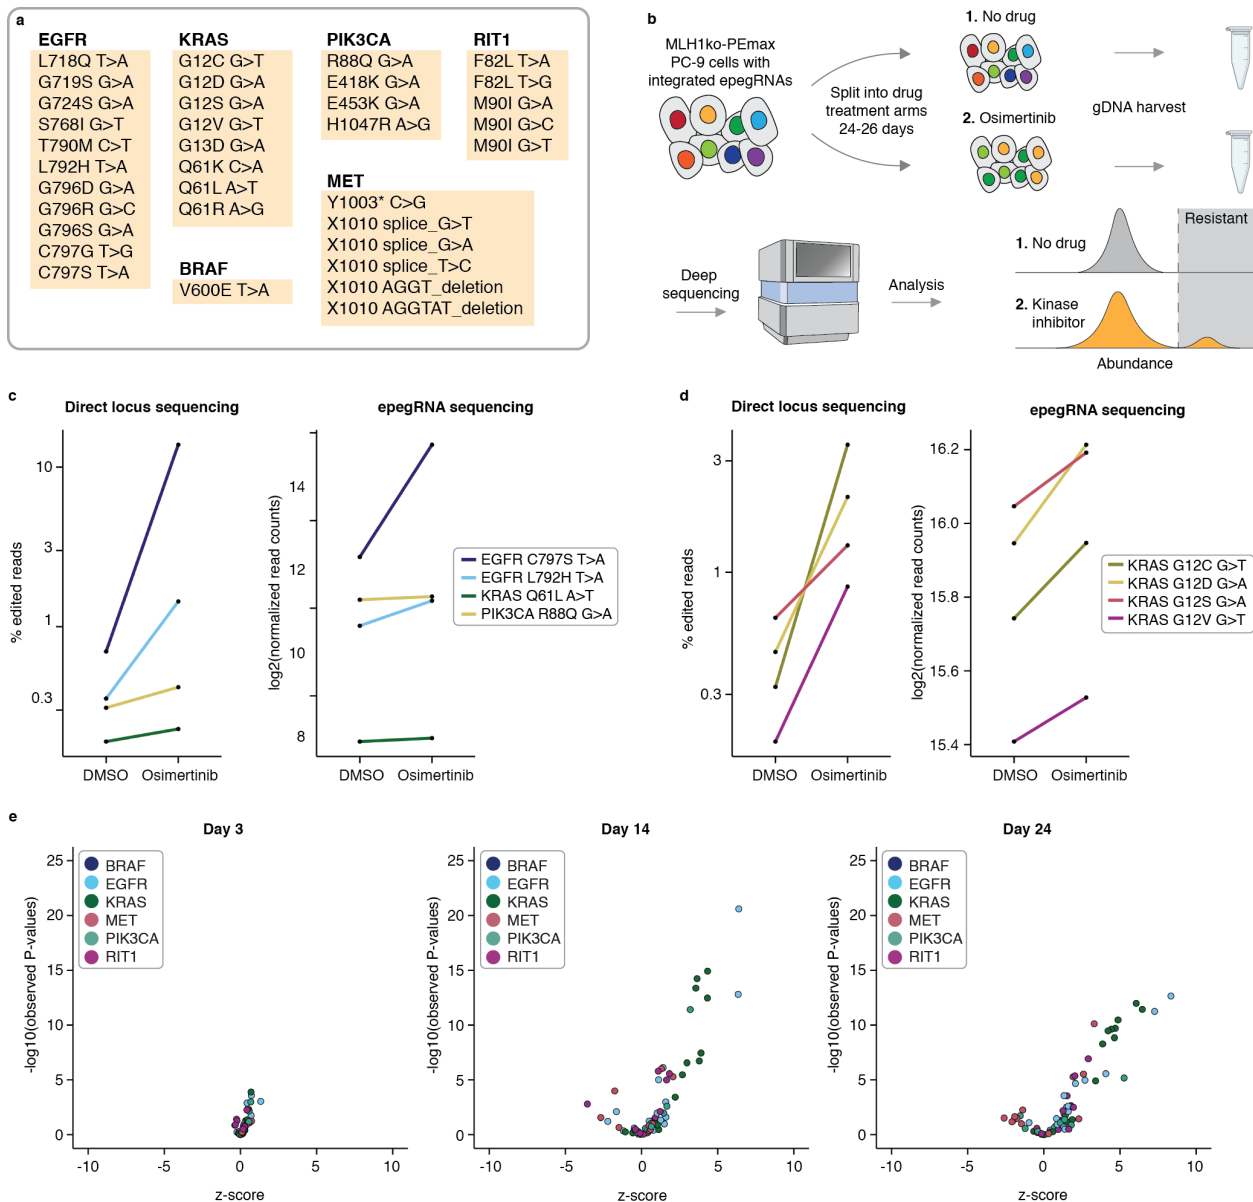 a
EGFR
L718Q T>A
G719S G>A
G724S G>A
S768I G>T
T790M C>T
L792H T>A
G796D G>A
G796R G>C
G796S G>A
C797G T>G
C797S T>A
KRAS
G12C G>T
G12D G>A
G12S G>A
G12V G>T
G13D G>A
Q61K C>A
Q61L A>T
Q61R A>G
BRAF
V600E T>A
PIK3CA
R88Q G>A
E418K G>A
E453K G>A
H1047R A>G
RIT1
F82L T>A
F82L T>G
M90I G>A
M90I G>C
M90I G>T
MET
Y1003* C>G
X1010 splice_G>T
X1010 splice_G>A
X1010 splice_T>C
X1010 AGGT_deletion
X1010 AGGTAT_deletion
b
MLH1ko-PEmax
PC-9 cells with
integrated epegRNAs
Split into drug
treatment arms
24-26 days
1. No drug
2. Osimertinib
gDNA harvest
Deep
sequencing
Analysis
Resistant
1. No drug
2. Kinase
inhibitor
Abundance
c
Direct locus sequencing
% edited reads
10
3
1
0.3
DMSO
Osimertinib
epegRNA sequencing
log2(normalized read counts)
14
12
10
8
DMSO
Osimertinib
EGFR C797S T>A
EGFR L792H T>A
KRAS Q61L A>T
PIK3CA R88Q G>A
d
Direct locus sequencing
% edited reads
3
1
0.3
DMSO
Osimertinib
epegRNA sequencing
log2(normalized read counts)
16.2
16.0
15.8
15.6
15.4
DMSO
Osimertinib
KRAS G12C G>T
KRAS G12D G>A
KRAS G12S G>A
KRAS G12V G>T
e
Day 3
-log10(observed P-values)
25
20
15
10
5
0
BRAF
EGFR
KRAS
MET
PIK3CA
RIT1
-10
-5
0
5
10
z-score
Day 14
-log10(observed P-values)
25
20
15
10
5
0
BRAF
EGFR
KRAS
MET
PIK3CA
RIT1
-10
-5
0
5
10
z-score
Day 24
-log10(observed P-values)
25
20
15
10
5
0
BRAF
EGFR
KRAS
MET
PIK3CA
RIT1
-10
-5
0
5
10
z-score